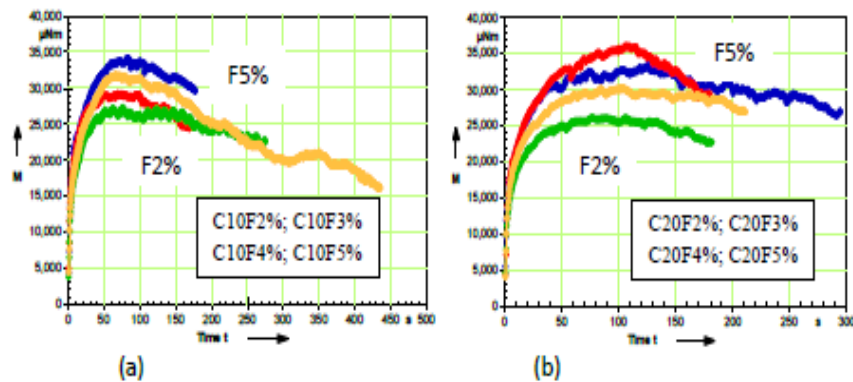 40,000
µNm
35,000
30,000
25,000
20,000
M
15,000
10,000
5,000
0
F5%
F2%
C10F2%; C10F3%
C10F4%; C10F5%
0 50 100 150 200 250 300 350 400 450 s 500
Time t
(a)
40,000
µNm
35,000
30,000
25,000
20,000
M
15,000
10,000
5,000
0
F5%
F2%
C20F2%; C20F3%
C20F4%; C20F5%
0 50 100 150 200 250 s 300
Time t
(b)